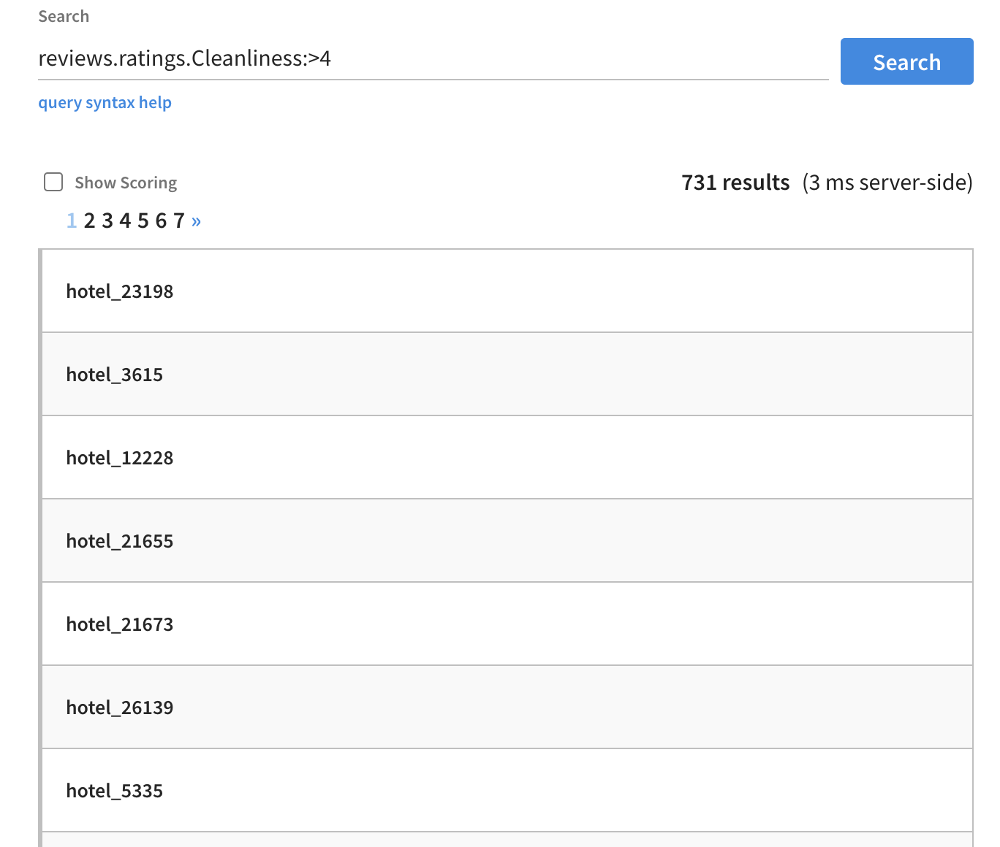 Search
reviews.ratings.Cleanliness:>4
Search
query syntax help
Show Scoring
731 results (3 ms server-side)
1 2 3 4 5 6 7 »
hotel_23198
hotel_3615
hotel_12228
hotel_21655
hotel_21673
hotel_26139
hotel_5335